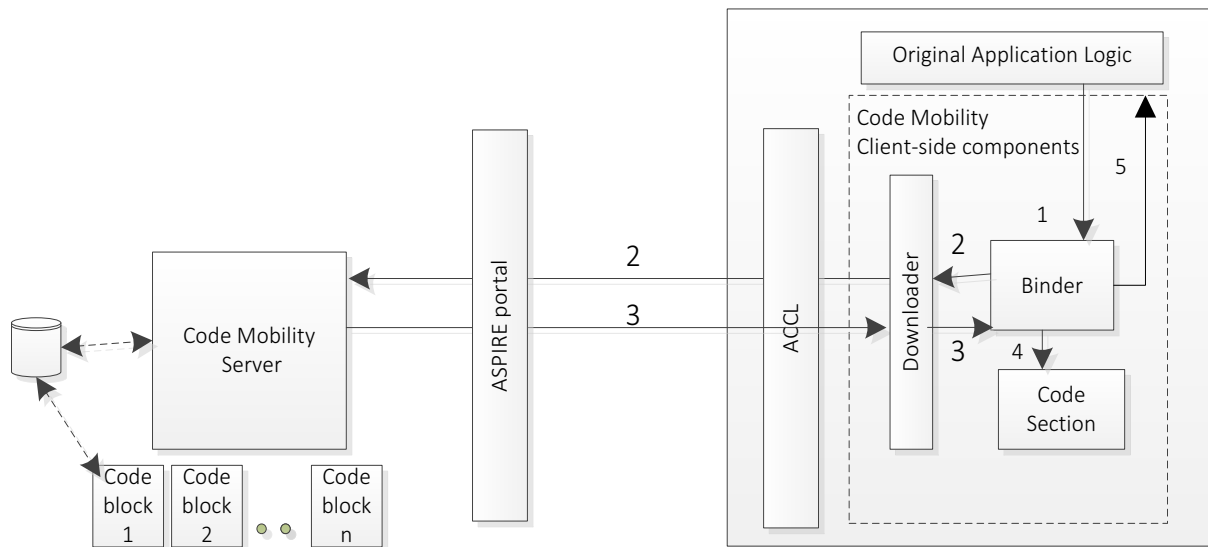 Original Application Logic
Code Mobility
Client-side components
5
1
2
2
Binder
ASPIRE portal
ACCL
Downloader
Code Mobility
Server
3
3
4
Code
Section
Code
block
1
Code
block
2
Code
block
n